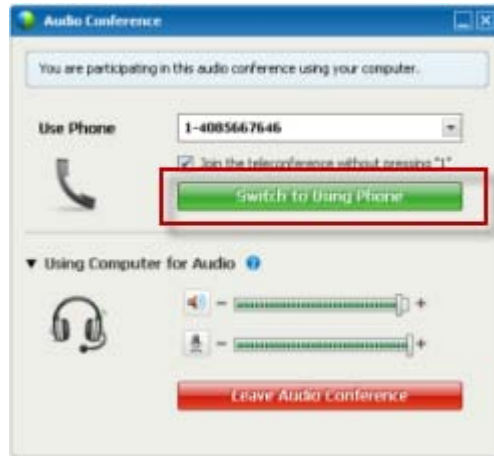 Audio Conference
You are participating in this audio conference using your computer.
Use Phone
1-4085667646
Join the teleconference without pressing "1"
Switch to Using Phone
Using Computer for Audio
Leave Audio Conference